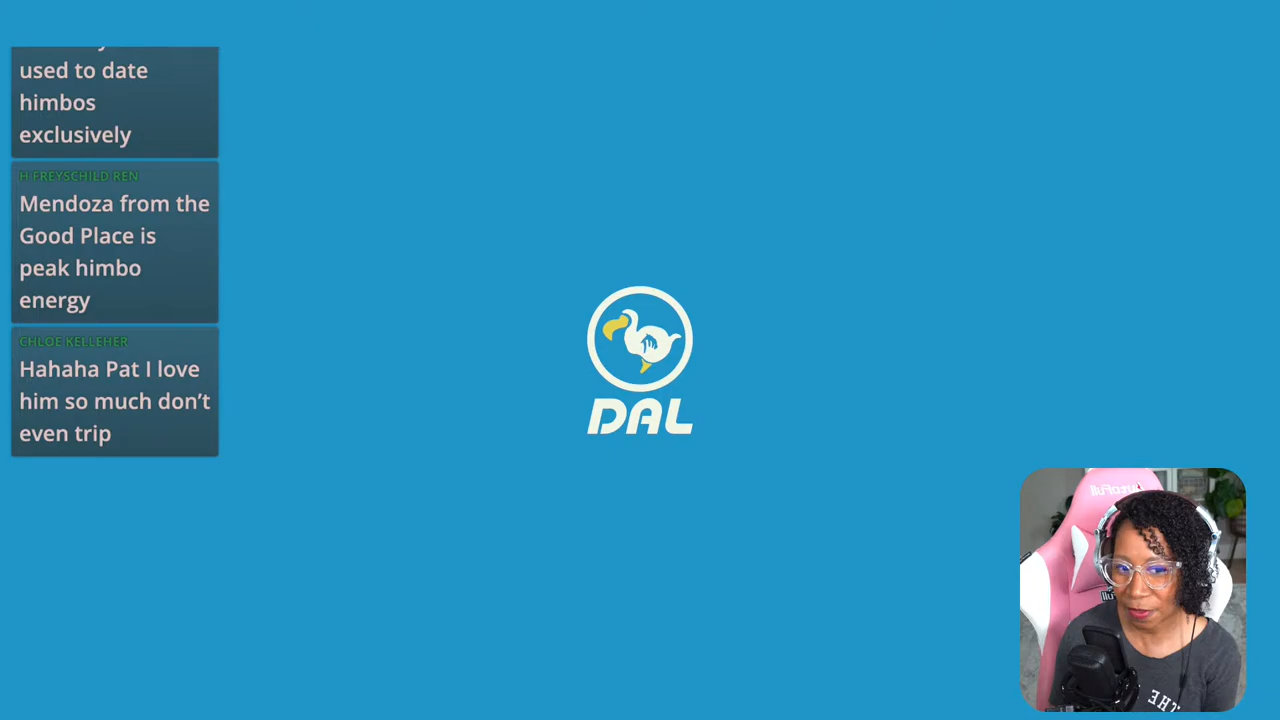 used to date
himbos
exclusively
H FREYSCHILD REN
Mendoza from the
Good Place is
peak himbo
energy
CHLOE KELLEHER
Hahaha Pat I love
him so much don’t
even trip
DAL
THE